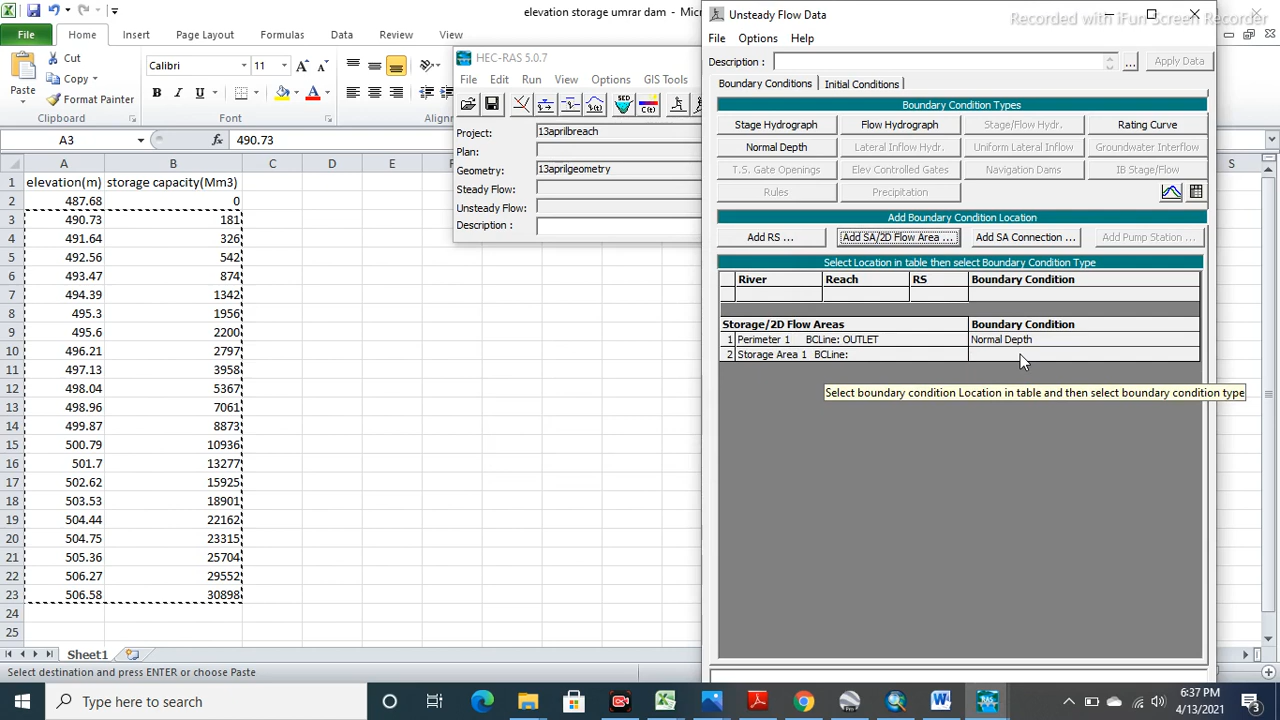 elevation storage umrar dam - Micr
File Home Insert Page Layout Formulas Data Review View
Paste
Cut
Copy
Format Painter
Clipboard
Calibri 11
B I U
Font
A3 fx 490.73
A B C D E F S
1 elevation(m) storage capacity(Mm3)
2 487.68 0
3 490.73 181
4 491.64 326
5 492.56 542
6 493.47 874
7 494.39 1342
8 495.3 1956
9 495.6 2200
10 496.21 2797
11 497.13 3958
12 498.04 5367
13 498.96 7061
14 499.87 8873
15 500.79 10936
16 501.7 13277
17 502.62 15925
18 503.53 18901
19 504.44 22162
20 504.75 23315
21 505.36 25704
22 506.27 29552
23 506.58 30898
24
25
Sheet1
Select destination and press ENTER or choose Paste
HEC-RAS 5.0.7
File Edit Run View Options GIS Tools
Project: 13aprilbreach
Plan:
Geometry: 13aprilgeometry
Steady Flow:
Unsteady Flow:
Description :
Unsteady Flow Data
Recorded with iFun Screen Recorder
File Options Help
Description : ... Apply Data
Boundary Conditions Initial Conditions
Boundary Condition Types
Stage Hydrograph Flow Hydrograph Stage/Flow Hydr. Rating Curve
Normal Depth Lateral Inflow Hydr. Uniform Lateral Inflow Groundwater Interflow
T.S. Gate Openings Elev Controlled Gates Navigation Dams IB Stage/Flow
Rules Precipitation
Add Boundary Condition Location
Add RS ... Add SA/2D Flow Area ... Add SA Connection ... Add Pump Station ...
Select Location in table then select Boundary Condition Type
River Reach RS Boundary Condition
Storage/2D Flow Areas Boundary Condition
1 Perimeter 1 BCLine: OUTLET Normal Depth
2 Storage Area 1 BCLine:
Select boundary condition Location in table and then select boundary condition type
Type here to search
6:37 PM
4/13/2021
3